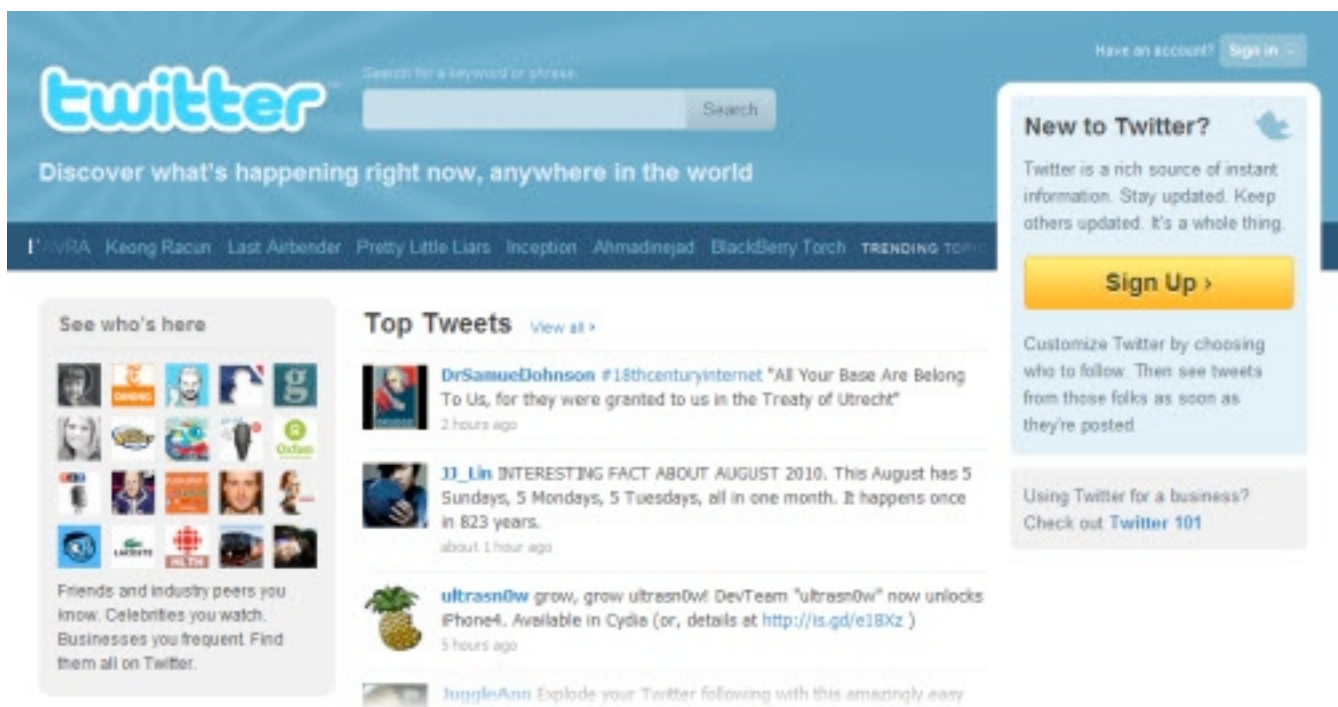 Have an account? Sign in
twitter
Search for a keyword or phrase
Search
Discover what's happening right now, anywhere in the world
Keong Racun Last Airbender Pretty Little Liars Inception Ahmadinejad BlackBerry Torch TRENDING
New to Twitter?
Twitter is a rich source of instant
information. Stay updated. Keep
others updated. It's a whole thing.
Sign Up ›
Customize Twitter by choosing
who to follow. Then see tweets
from those folks as soon as
they're posted.
Using Twitter for a business?
Check out Twitter 101
See who's here
DINING
g
Oxfam
LACOSTE
HLTH
Friends and industry peers you
know. Celebrities you watch.
Businesses you frequent. Find
them all on Twitter.
Top Tweets View all ›
DrSamuelJohnson #18thcenturyinternet "All Your Base Are Belong
To Us, for they were granted to us in the Treaty of Utrecht"
2 hours ago
JJ_Lin INTERESTING FACT ABOUT AUGUST 2010. This August has 5
Sundays, 5 Mondays, 5 Tuesdays, all in one month. It happens once
in 823 years.
about 1 hour ago
ultrasn0w grow, grow ultrasn0w! DevTeam "ultrasn0w" now unlocks
iPhone4. Available in Cydia (or, details at http://is.gd/e18Xz )
5 hours ago
JuggleAnn Explode your Twitter following with this amazingly easy